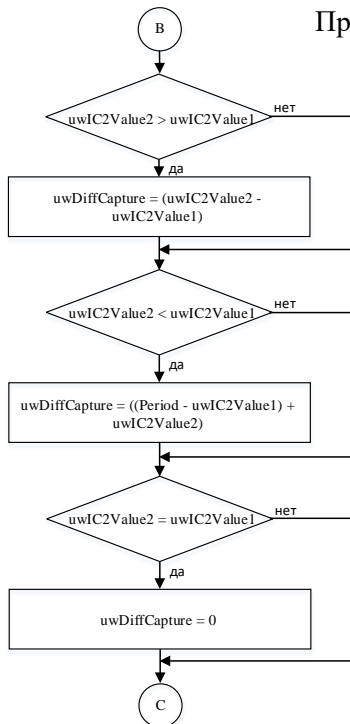 Пр
B
uwIC2Value2 > uwIC2Value1
нет
да
uwDiffCapture = (uwIC2Value2 -
uwIC2Value1)
uwIC2Value2 < uwIC2Value1
нет
да
uwDiffCapture = ((Period - uwIC2Value1) +
uwIC2Value2)
uwIC2Value2 = uwIC2Value1
нет
да
uwDiffCapture = 0
C